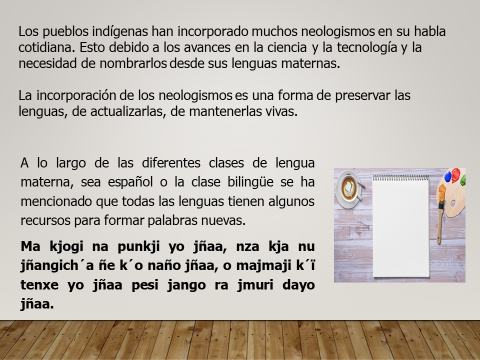 Los pueblos indígenas han incorporado muchos neologismos en su habla
cotidiana. Esto debido a los avances en la ciencia y la tecnología y la
necesidad de nombrarlos desde sus lenguas maternas.
La incorporación de los neologismos es una forma de preservar las
lenguas, de actualizarlas, de mantenerlas vivas.
A lo largo de las diferentes clases de lengua
materna, sea español o la clase bilingüe se ha
mencionado que todas las lenguas tienen algunos
recursos para formar palabras nuevas.
Ma kjogi na punkji yo jñaa, nza kja nu
jñangich´a ñe k´o naño jñaa, o majmaji k´ï
tenxe yo jñaa pesi jango ra jmuri dayo
jñaa.